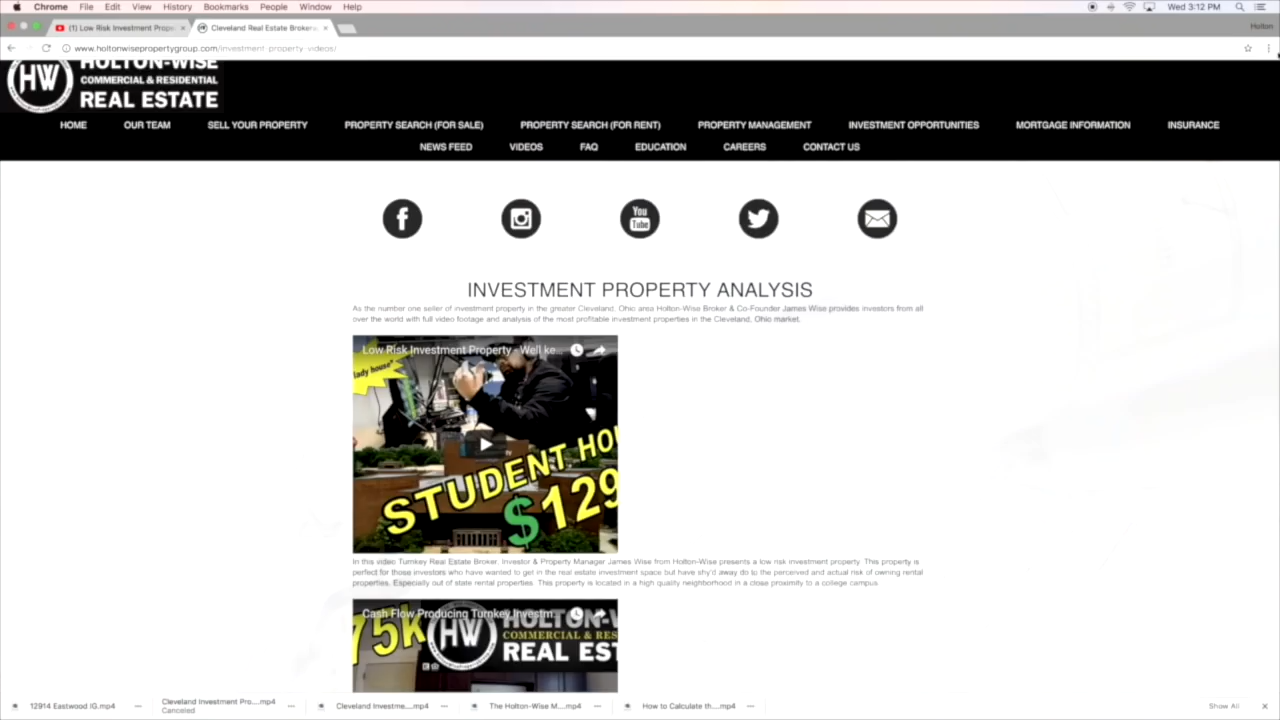 Chrome File Edit View History Bookmarks People Window Help Wed 3:12 PM
(1) Low Risk Investment Prope Cleveland Real Estate Broker Holton
www.holtonwisepropertygroup.com/investment-property-videos/
HW HOLTON-WISE
COMMERCIAL & RESIDENTIAL
REAL ESTATE
HOME OUR TEAM SELL YOUR PROPERTY PROPERTY SEARCH (FOR SALE) PROPERTY SEARCH (FOR RENT) PROPERTY MANAGEMENT INVESTMENT OPPORTUNITIES MORTGAGE INFORMATION INSURANCE
NEWS FEED VIDEOS FAQ EDUCATION CAREERS CONTACT US
You Tube
INVESTMENT PROPERTY ANALYSIS
As the number one seller of investment property in the greater Cleveland, Ohio area Holton-Wise Broker & Co-Founder James Wise provides investors from all
over the world with full video footage and analysis of the most profitable investment properties in the Cleveland, Ohio market.
Low Risk Investment Property - Well ke...
lady house"
STUDENT HOU
$129
In this video Turnkey Real Estate Broker, Investor & Property Manager James Wise from Holton-Wise presents a low risk investment property. This property is
perfect for those investors who have wanted to get in the real estate investment space but have shy'd away do to the perceived and actual risk of owning rental
properties. Especially out of state rental properties. This property is located in a high quality neighborhood in a close proximity to a college campus
Cash Flow Producing Turnkey Investm...
75k HW HOLTON-W
COMMERCIAL & RES
REAL EST
12914 Eastwood IG.mp4 Cleveland Investment Pro....mp4 Cleveland Investme....mp4 The Holton-Wise M....mp4 How to Calculate th....mp4 Show All
Canceled